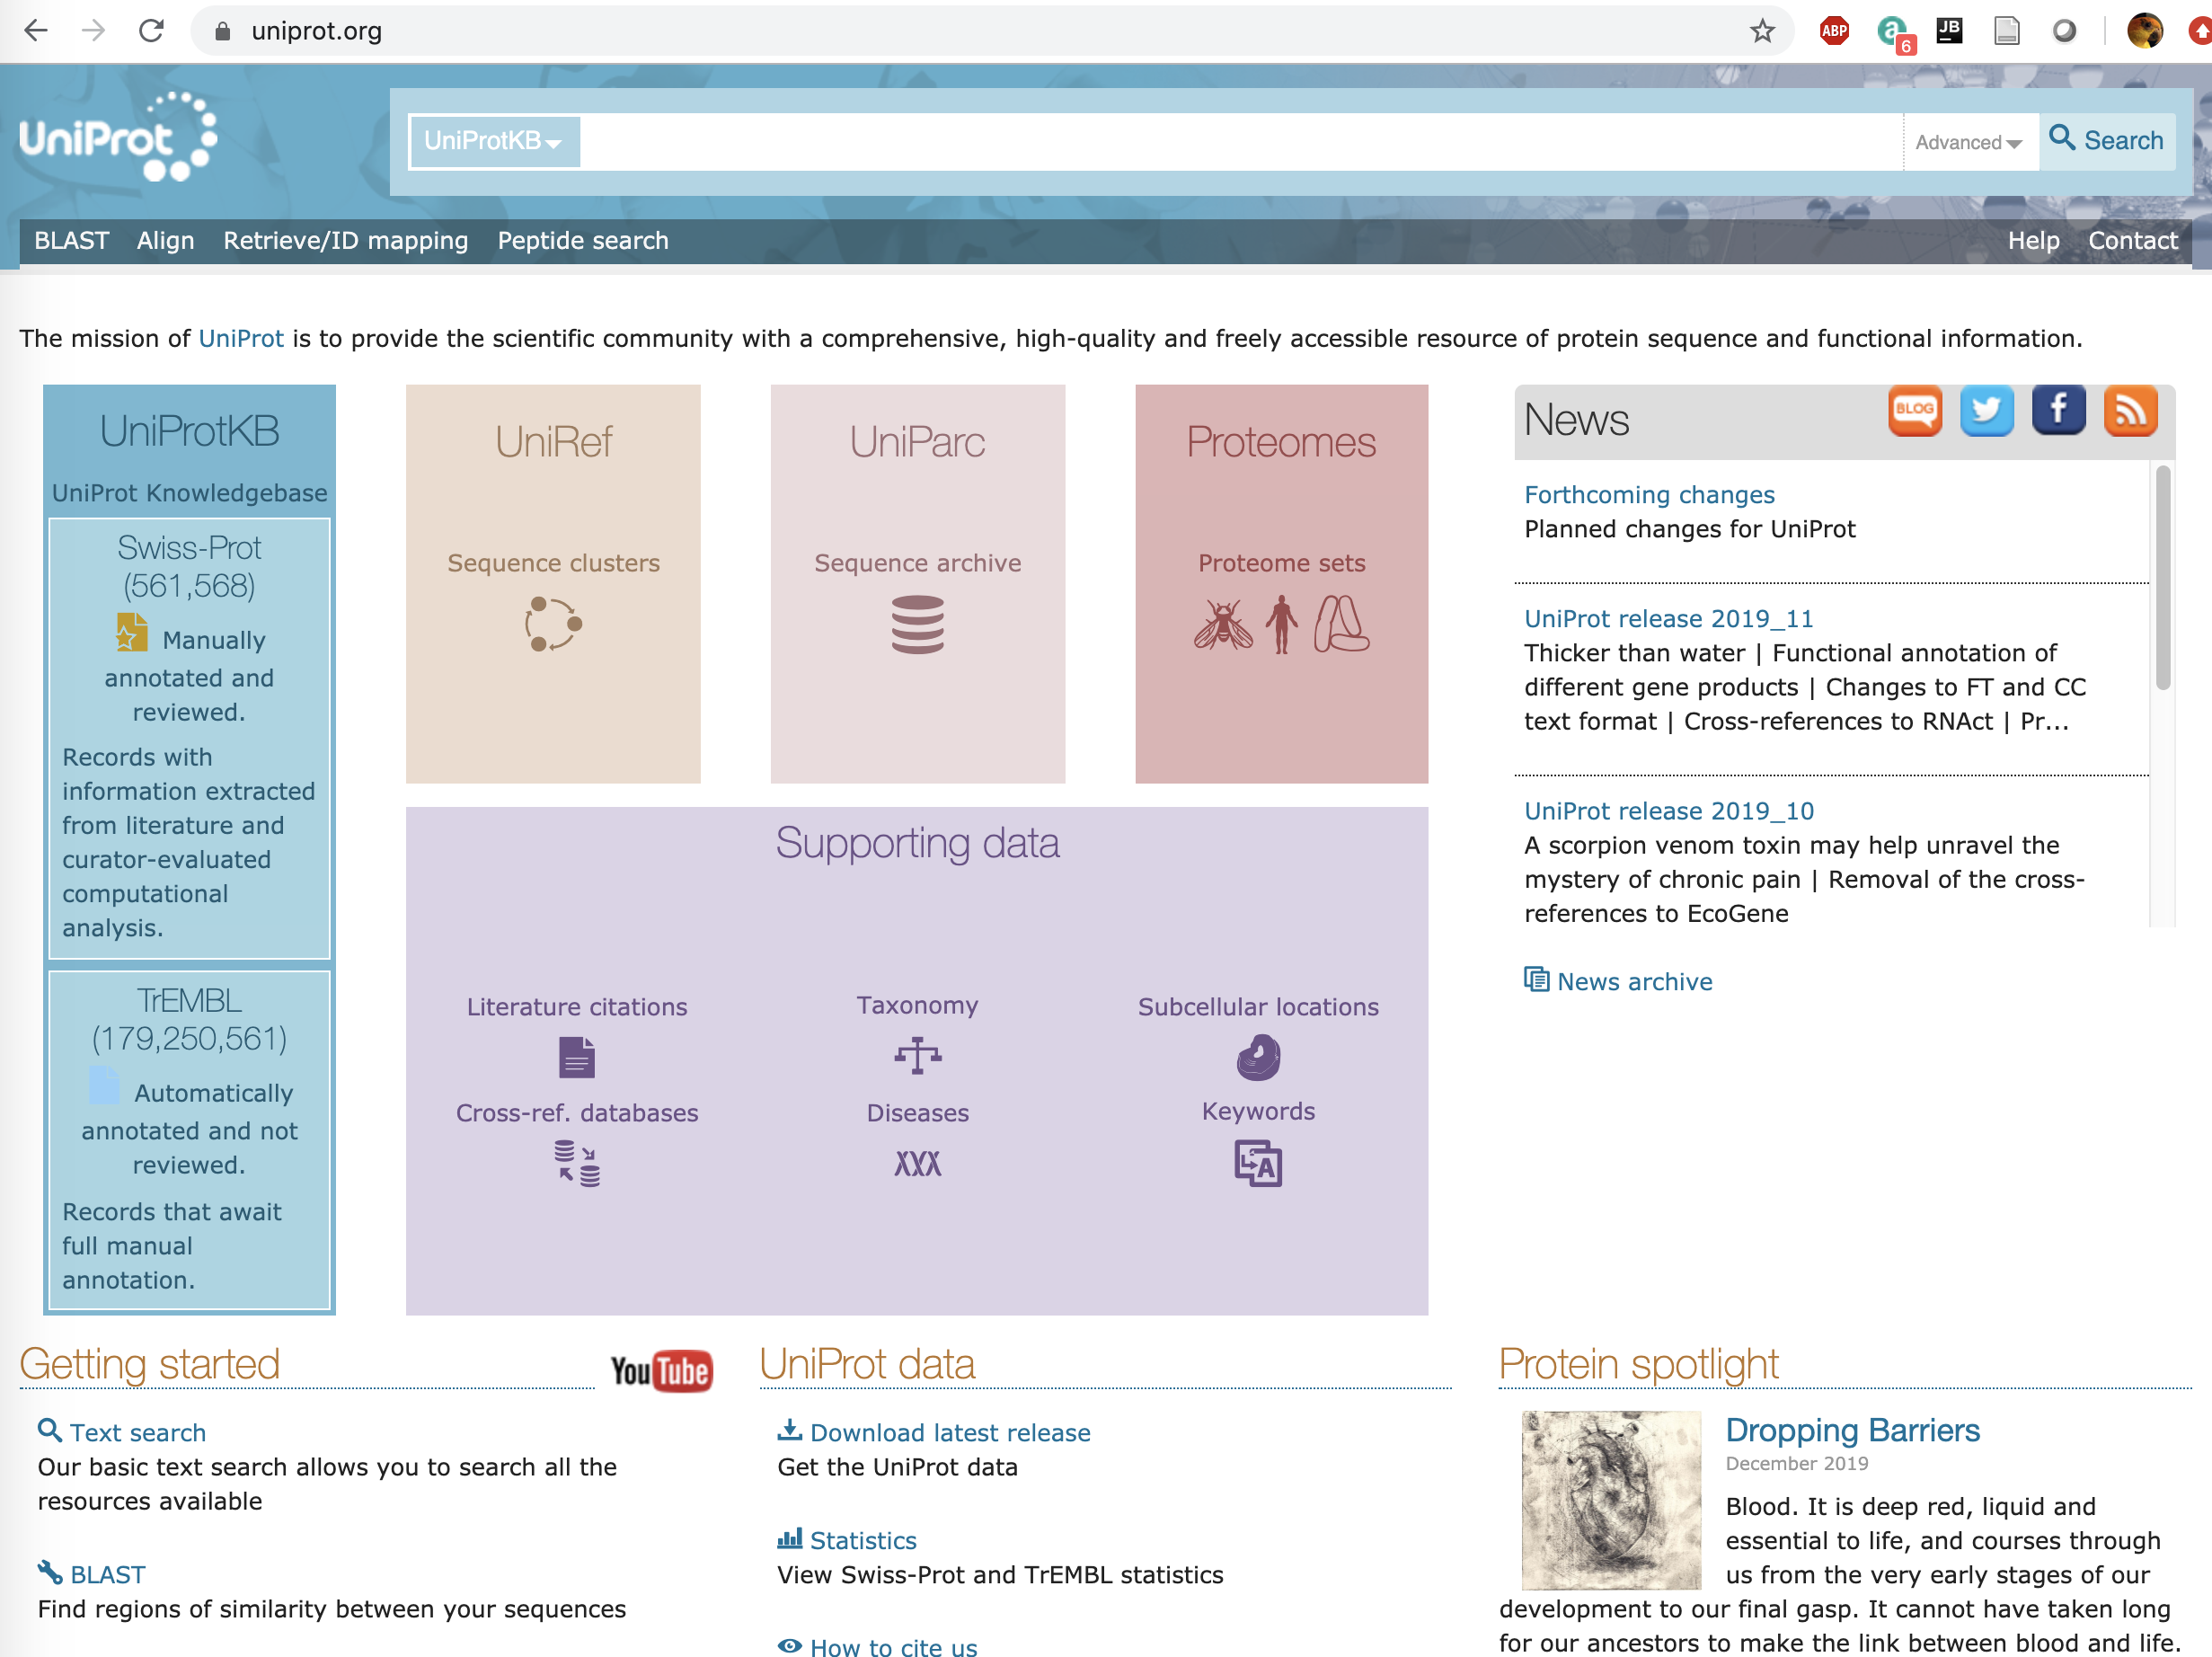 uniprot.org
ABP
a
6
JB
UniProt
UniProtKB
Advanced
Search
BLAST Align Retrieve/ID mapping Peptide search
Help Contact
The mission of UniProt is to provide the scientific community with a comprehensive, high-quality and freely accessible resource of protein sequence and functional information.
UniProtKB
UniProt Knowledgebase
Swiss-Prot
(561,568)
Manually
annotated and
reviewed.
Records with
information extracted
from literature and
curator-evaluated
computational
analysis.
TrEMBL
(179,250,561)
Automatically
annotated and not
reviewed.
Records that await
full manual
annotation.
UniRef
Sequence clusters
UniParc
Sequence archive
Proteomes
Proteome sets
Supporting data
Literature citations
Taxonomy
Subcellular locations
Cross-ref. databases
Diseases
Keywords
A
News
BLOG
f
Forthcoming changes
Planned changes for UniProt
UniProt release 2019_11
Thicker than water | Functional annotation of
different gene products | Changes to FT and CC
text format | Cross-references to RNAct | Pr...
UniProt release 2019_10
A scorpion venom toxin may help unravel the
mystery of chronic pain | Removal of the cross-
references to EcoGene
News archive
Getting started
YouTube
Text search
Our basic text search allows you to search all the
resources available
BLAST
Find regions of similarity between your sequences
UniProt data
Download latest release
Get the UniProt data
Statistics
View Swiss-Prot and TrEMBL statistics
How to cite us
Protein spotlight
Dropping Barriers
December 2019
Blood. It is deep red, liquid and
essential to life, and courses through
us from the very early stages of our
development to our final gasp. It cannot have taken long
for our ancestors to make the link between blood and life.